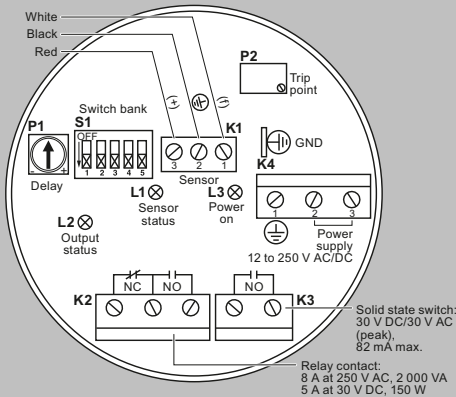 White
Black
Red
P2
Trip
point
P1
Delay
- +
Switch bank
S1
OFF
1 2 3 4 5
(+) (-)
K1
3 2 1
Sensor
GND
K4
1 2 3
Power
supply
12 to 250 V AC/DC
L1
Sensor
status
L3
Power
on
L2
Output
status
NC NO
K2
NO
K3
Solid state switch:
30 V DC/30 V AC
(peak),
82 mA max.
Relay contact:
8 A at 250 V AC, 2 000 VA
5 A at 30 V DC, 150 W